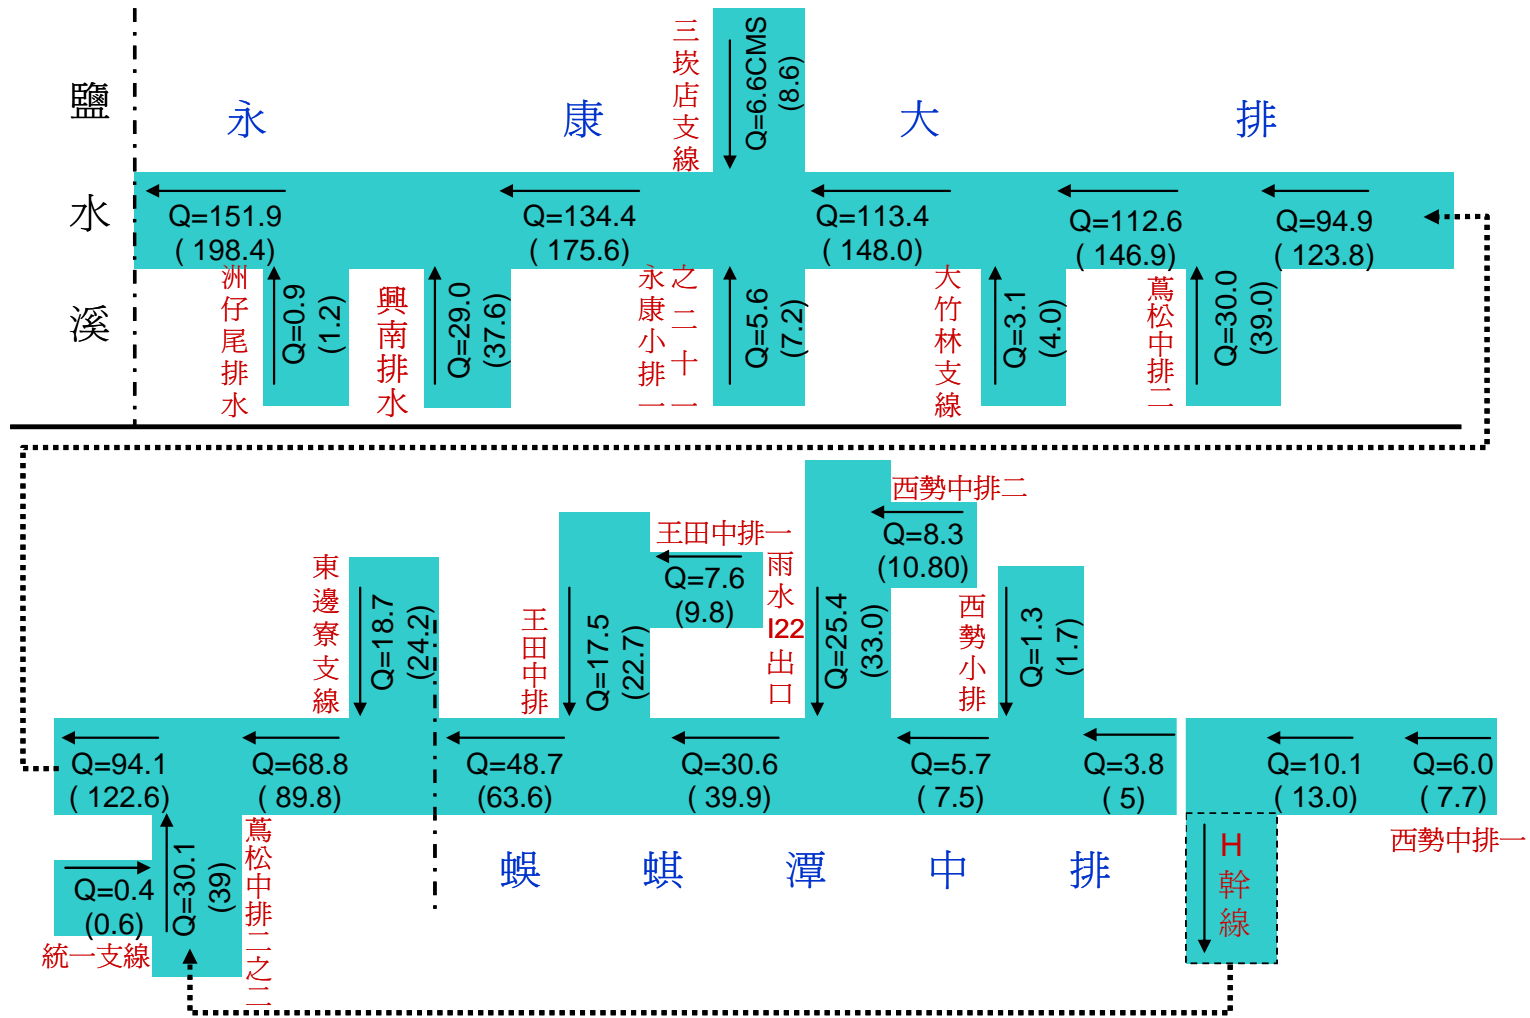 鹽水溪
永康大排
三崁店支線
Q=6.6CMS
(8.6)
Q=151.9
( 198.4)
Q=134.4
( 175.6)
Q=113.4
( 148.0)
Q=112.6
( 146.9)
Q=94.9
( 123.8)
洲仔尾排水
Q=0.9
(1.2)
興南排水
Q=29.0
(37.6)
永康小排一
之二十一
Q=5.6
(7.2)
大竹林支線
Q=3.1
(4.0)
蔦松中排二
Q=30.0
(39.0)
東邊寮支線
Q=18.7
(24.2)
王田中排
Q=17.5
(22.7)
王田中排一
Q=7.6
(9.8)
雨水I22出口
Q=25.4
(33.0)
西勢中排二
Q=8.3
(10.80)
西勢小排
Q=1.3
(1.7)
Q=94.1
( 122.6)
Q=68.8
( 89.8)
Q=48.7
(63.6)
Q=30.6
( 39.9)
Q=5.7
( 7.5)
Q=3.8
( 5)
Q=10.1
( 13.0)
Q=6.0
( 7.7)
西勢中排一
Q=0.4
(0.6)
統一支線
Q=30.1
(39)
蔦松中排二之二
蜈蜞潭中排
H幹線